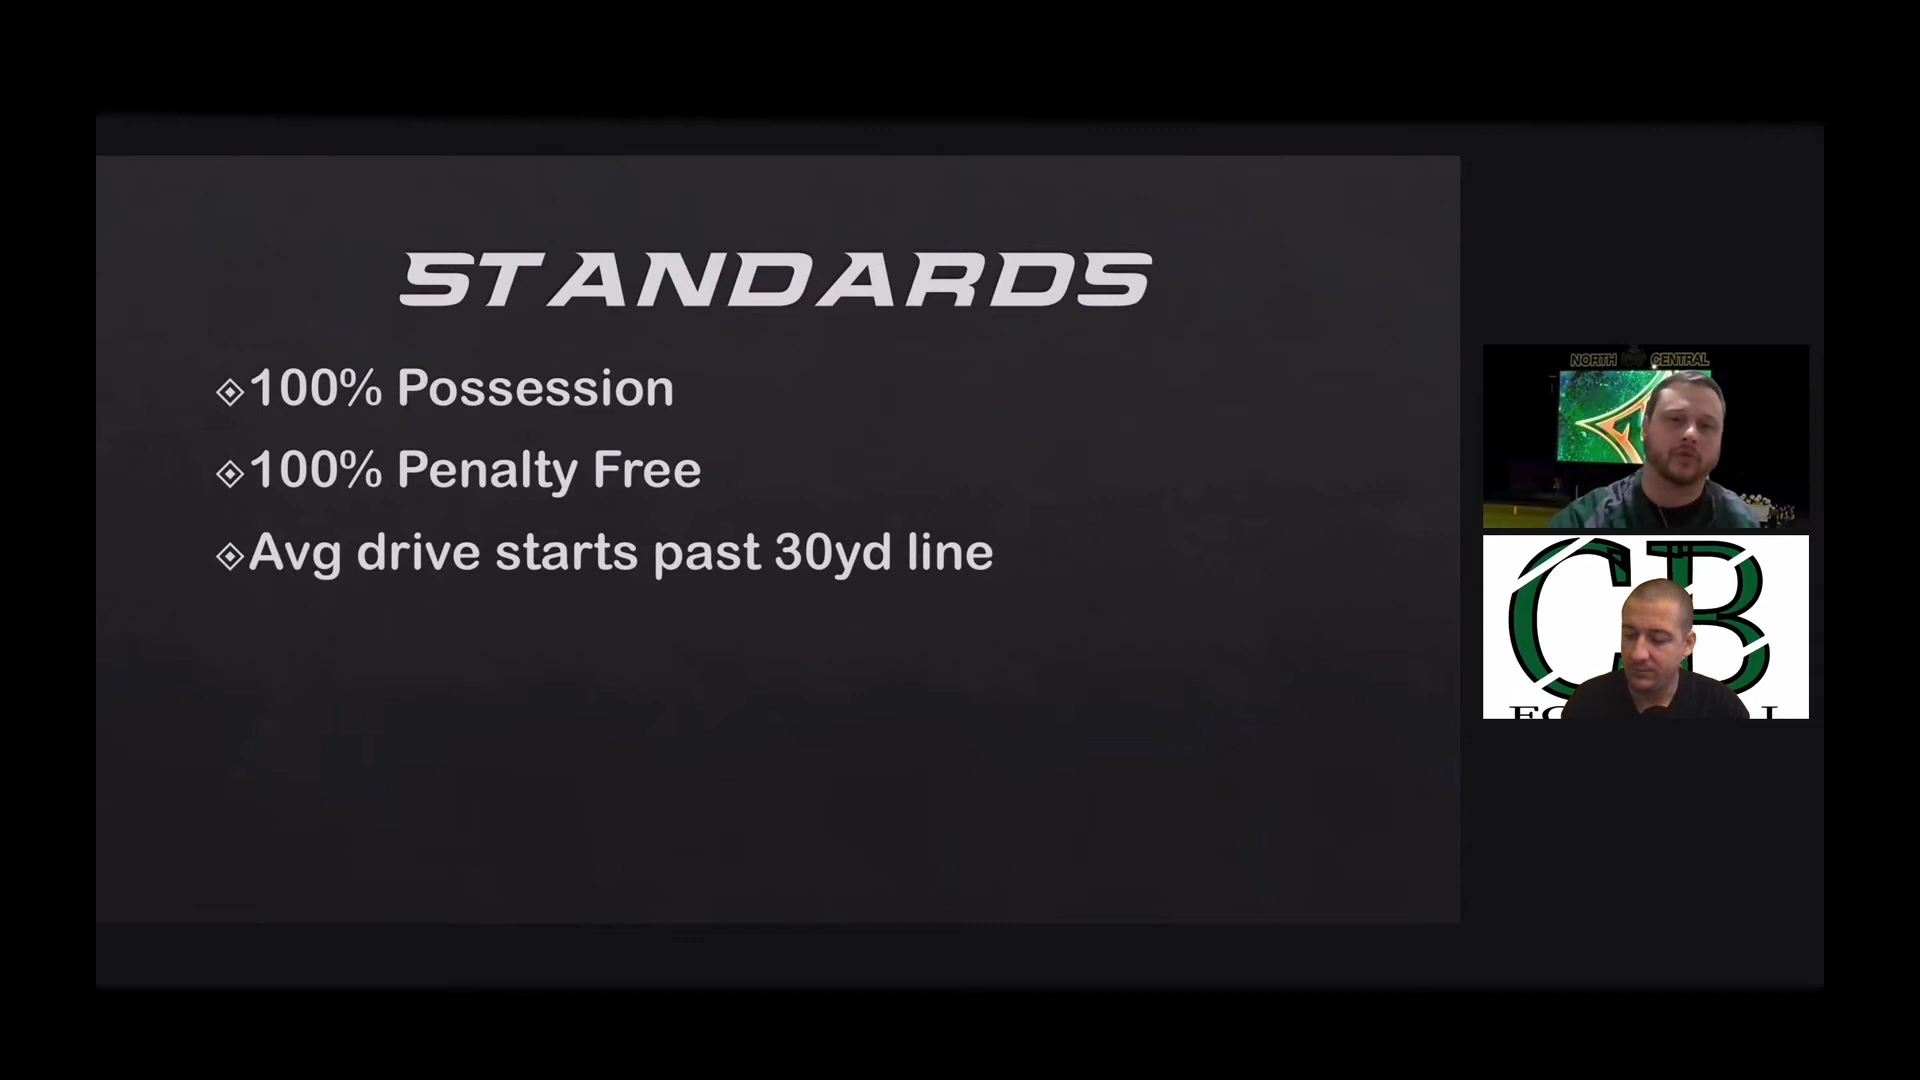 STANDARDS
100% Possession
100% Penalty Free
Avg drive starts past 30yd line
NORTH CENTRAL
CB